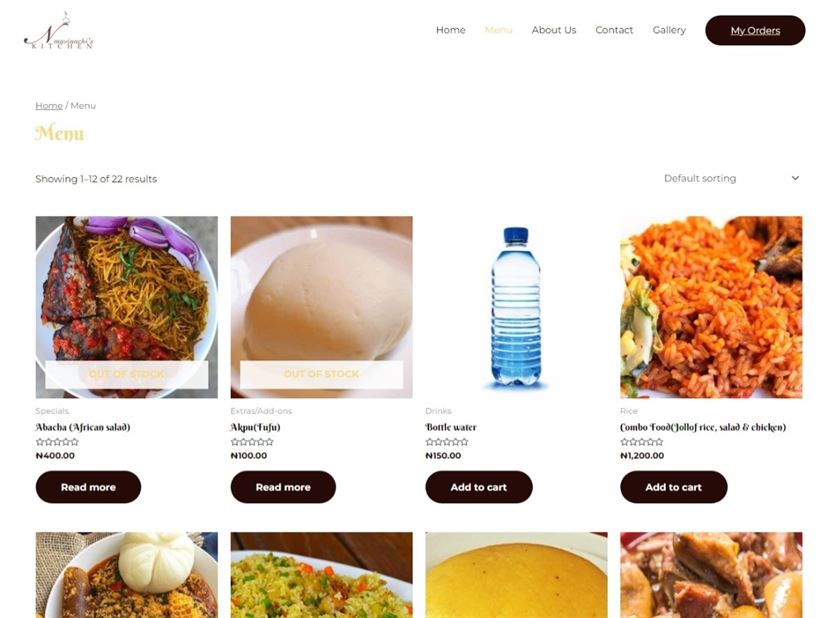 Nmasinachi's
KITCHEN
Home Menu About Us Contact Gallery My Orders
Home / Menu
Menu
Showing 1–12 of 22 results
Default sorting
OUT OF STOCK
OUT OF STOCK
Specials
Abacha (African salad)
₦400.00
Read more
Extras/Add-ons
Akpu(Fufu)
₦100.00
Read more
Drinks
Bottle water
₦150.00
Add to cart
Rice
Combo Food(Jollof rice, salad & chicken)
₦1,200.00
Add to cart